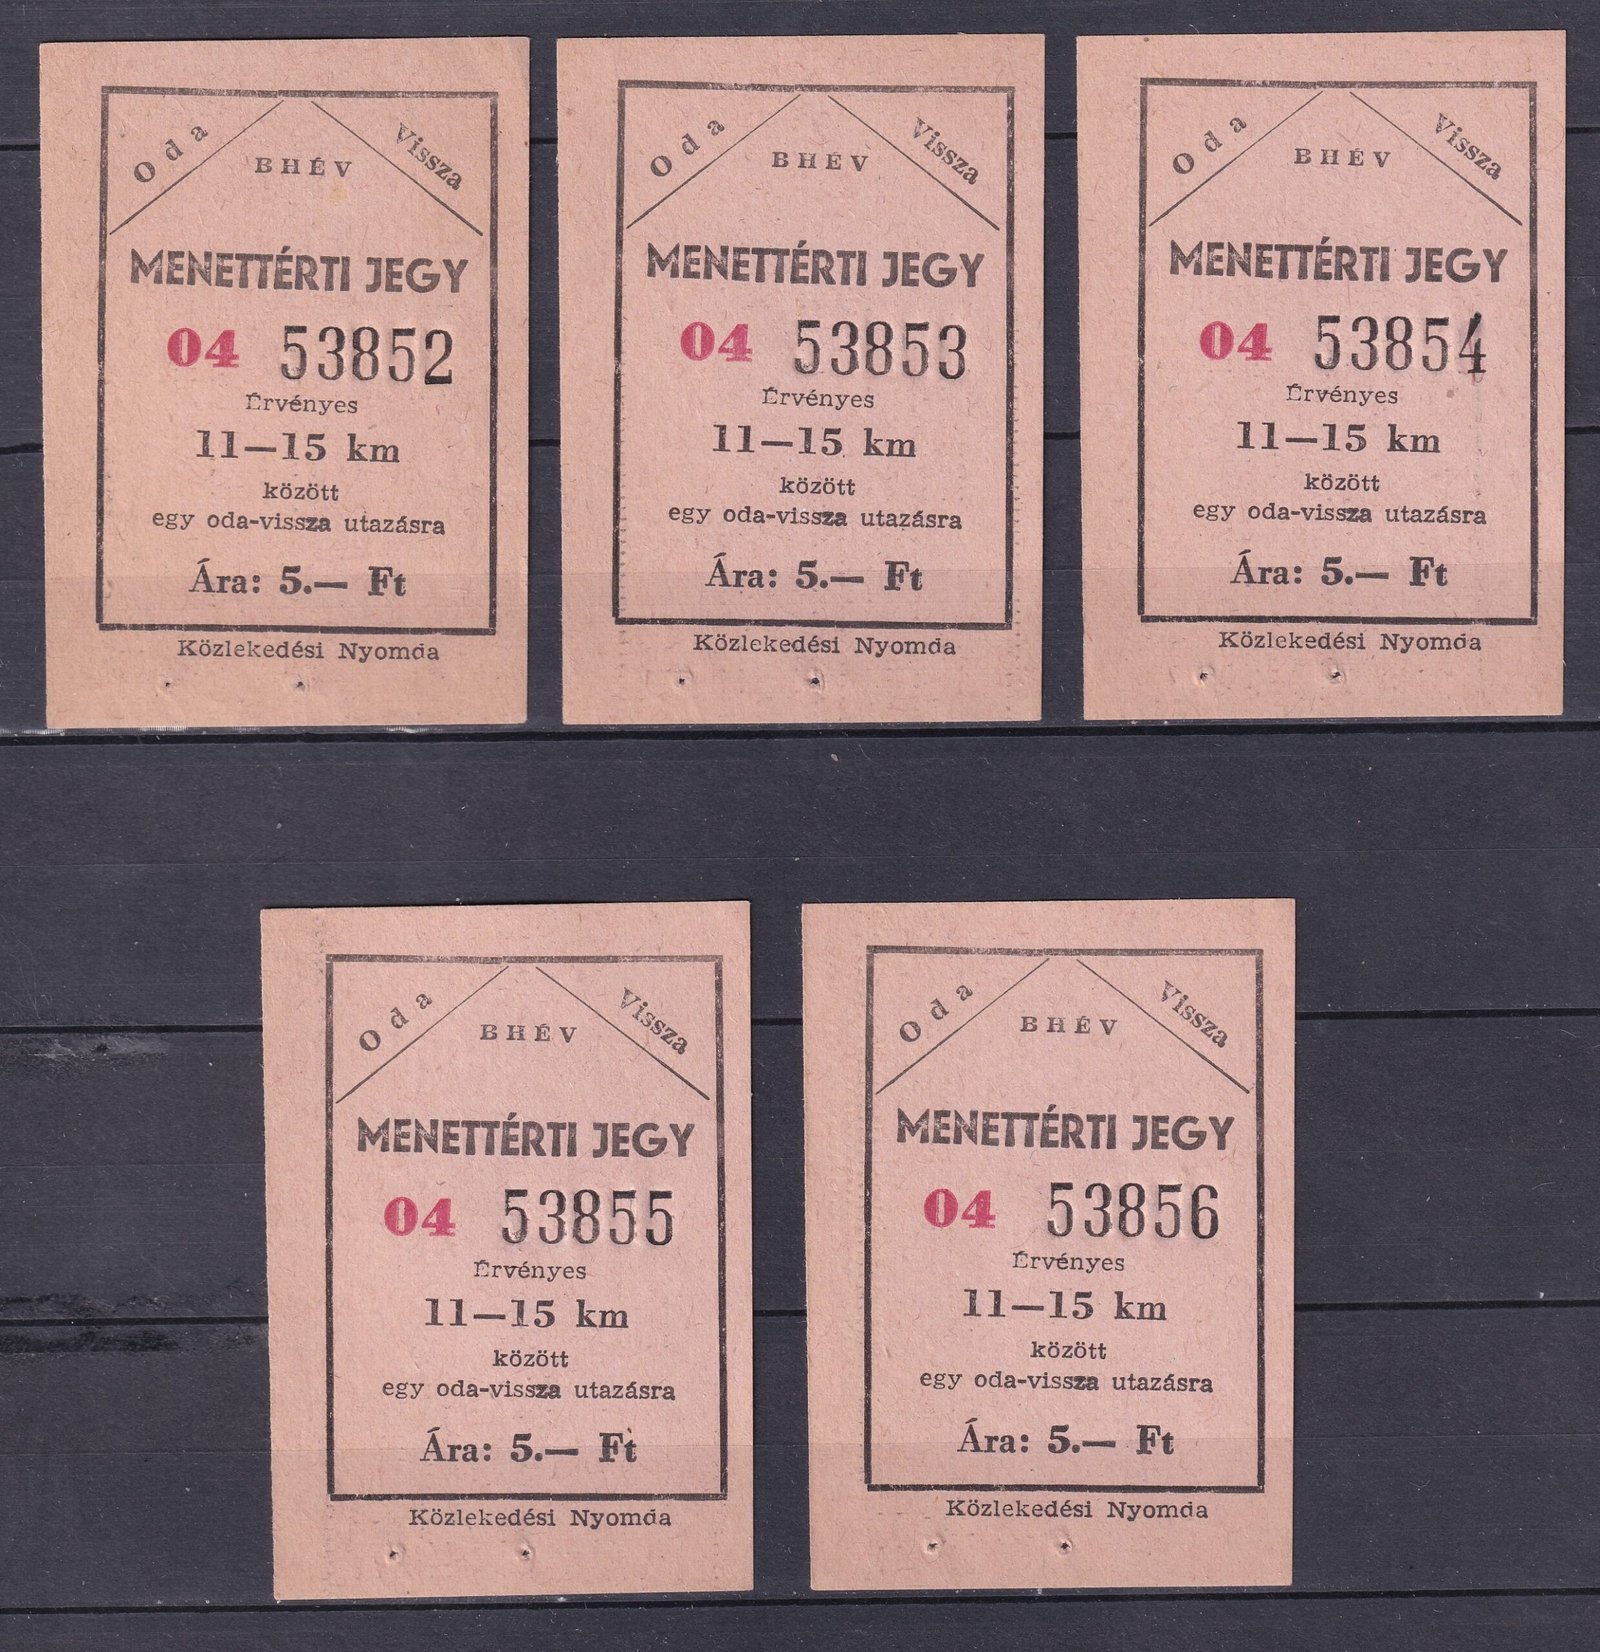 Oda
BHÉV
Vissza
MENETTÉRTI JEGY
04 53852
Érvényes
11—15 km
között
egy oda-vissza utazásra
Ára: 5.— Ft
Közlekedési Nyomda
Oda
BHÉV
Vissza
MENETTÉRTI JEGY
04 53853
Érvényes
11—15 km
között
egy oda-vissza utazásra
Ára: 5.— Ft
Közlekedési Nyomda
Oda
BHÉV
Vissza
MENETTÉRTI JEGY
04 53854
Érvényes
11—15 km
között
egy oda-vissza utazásra
Ára: 5.— Ft
Közlekedési Nyomda
Oda
BHÉV
Vissza
MENETTÉRTI JEGY
04 53855
Érvényes
11—15 km
között
egy oda-vissza utazásra
Ára: 5.— Ft
Közlekedési Nyomda
Oda
BHÉV
Vissza
MENETTÉRTI JEGY
04 53856
Érvényes
11—15 km
között
egy oda-vissza utazásra
Ára: 5.— Ft
Közlekedési Nyomda